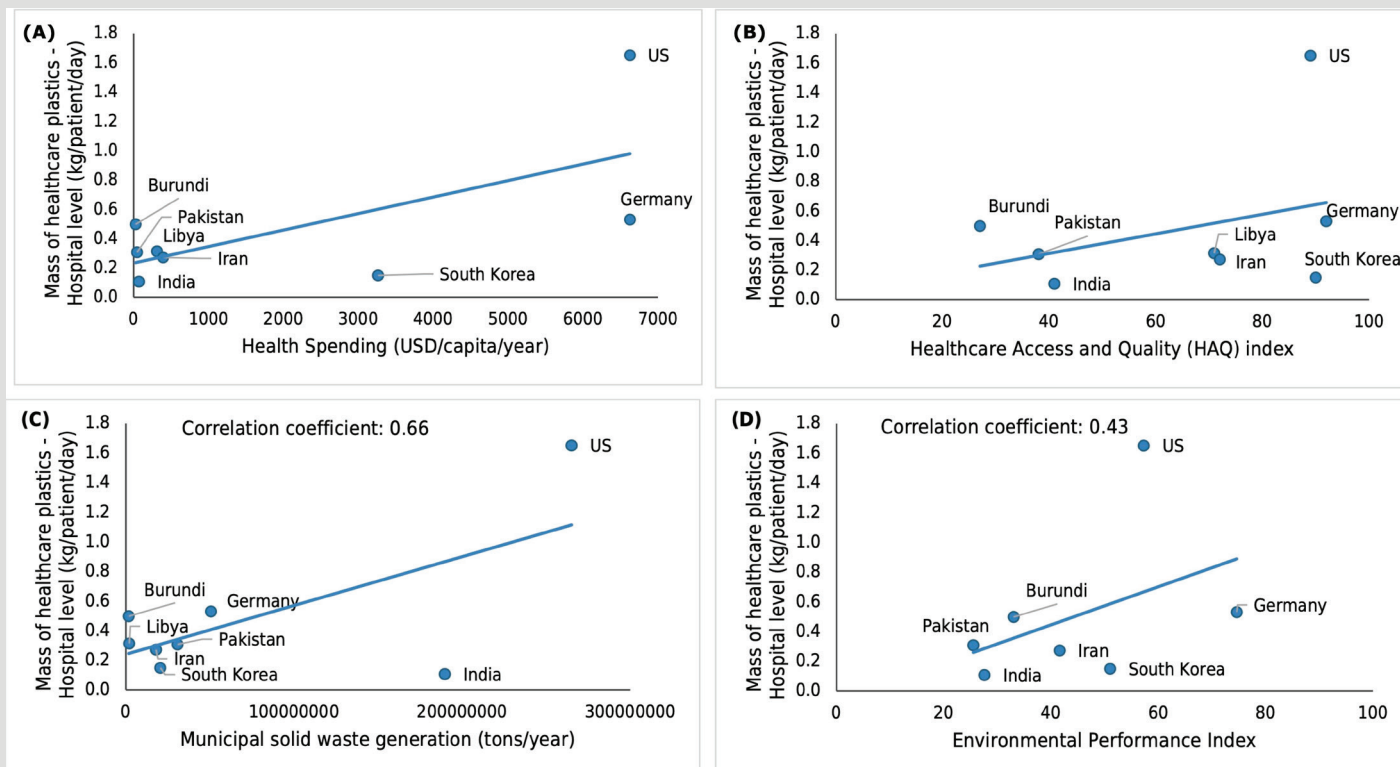 (A)
Mass of healthcare plastics -
Hospital level (kg/patient/day)
1.8
1.6
1.4
1.2
1.0
0.8
0.6
0.4
0.2
0.0
US
Burundi
Germany
Pakistan
Libya
Iran
South Korea
India
0 1000 2000 3000 4000 5000 6000 7000
Health Spending (USD/capita/year)
(B)
Mass of healthcare plastics -
Hospital level (kg/patient/day)
1.8
1.6
1.4
1.2
1.0
0.8
0.6
0.4
0.2
0.0
US
Burundi
Germany
Pakistan
Libya
Iran
South Korea
India
0 20 40 60 80 100
Healthcare Access and Quality (HAQ) index
(C)
Correlation coefficient: 0.66
Mass of healthcare plastics -
Hospital level (kg/patient/day)
1.8
1.6
1.4
1.2
1.0
0.8
0.6
0.4
0.2
0.0
US
Burundi
Germany
Libya
Pakistan
Iran
South Korea
India
0 100000000 200000000 300000000
Municipal solid waste generation (tons/year)
(D)
Correlation coefficient: 0.43
Mass of healthcare plastics -
Hospital level (kg/patient/day)
1.8
1.6
1.4
1.2
1.0
0.8
0.6
0.4
0.2
0.0
US
Burundi
Germany
Pakistan
Iran
South Korea
India
0 20 40 60 80 100
Environmental Performance Index